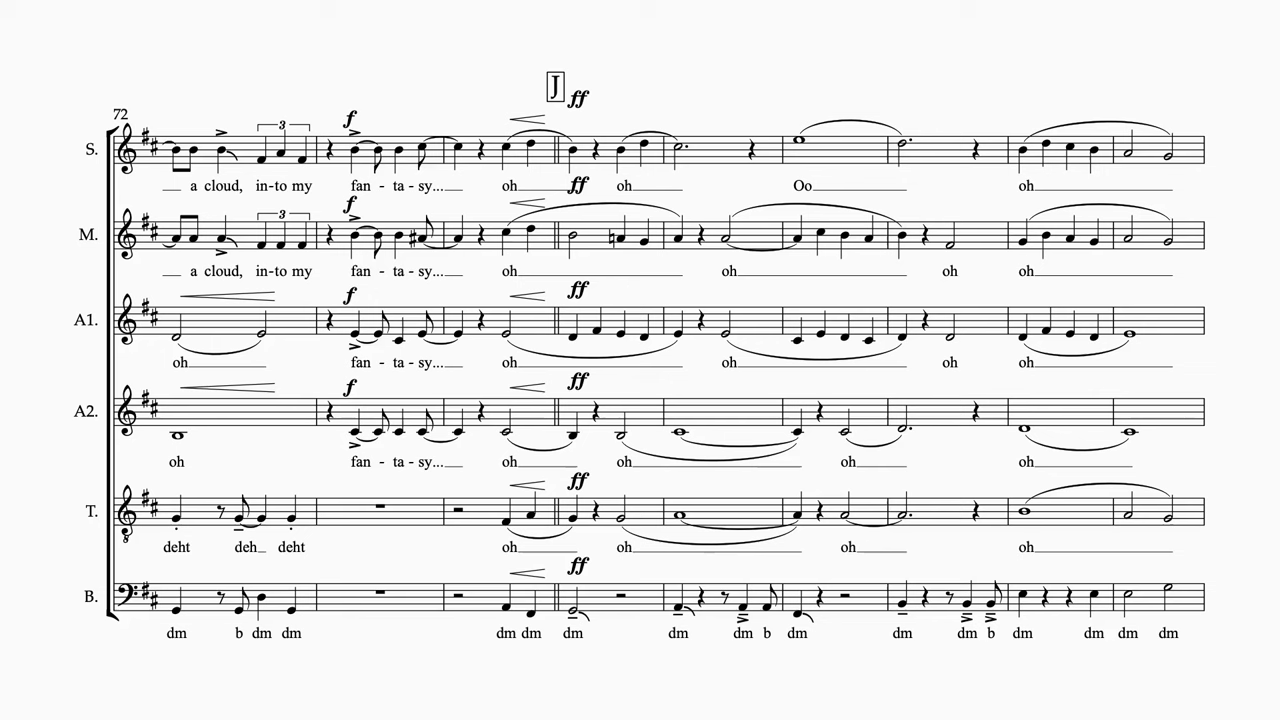 J
ff
72
f
3
S.
a cloud, in-to my fan - ta - sy... oh oh Oo oh
ff
f
3
M.
a cloud, in-to my fan - ta - sy... oh oh oh oh
ff
f
A1.
oh fan - ta - sy... oh oh oh oh
ff
f
A2.
oh fan - ta - sy... oh oh oh oh
ff
T.
deht deh deht oh oh oh oh
ff
B.
dm b dm dm dm dm dm dm dm b dm dm dm b dm dm dm dm